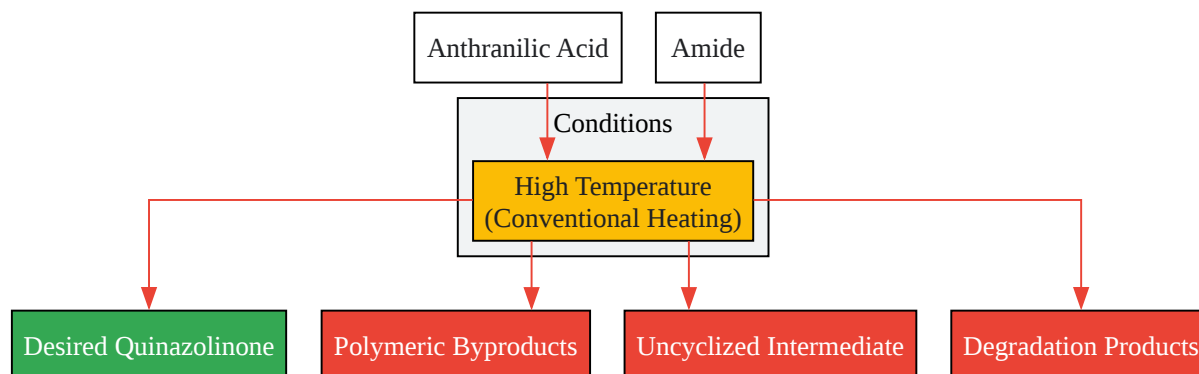 Anthranilic Acid
Amide
Conditions
High Temperature
(Conventional Heating)
Desired Quinazolinone
Polymeric Byproducts
Uncyclized Intermediate
Degradation Products